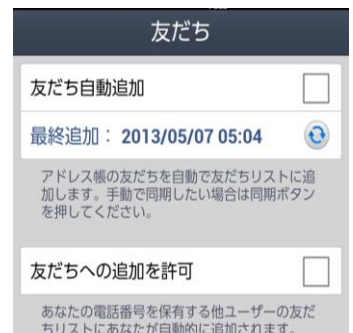 友だち
友だち自動追加
最終追加： 2013/05/07 05:04
アドレス帳の友だちを自動で友だちリストに追
加します。手動で同期したい場合は同期ボタン
を押してください。
友だちへの追加を許可
あなたの電話番号を保有する他ユーザーの友だ
ちリストにあなたが自動的に追加されます。